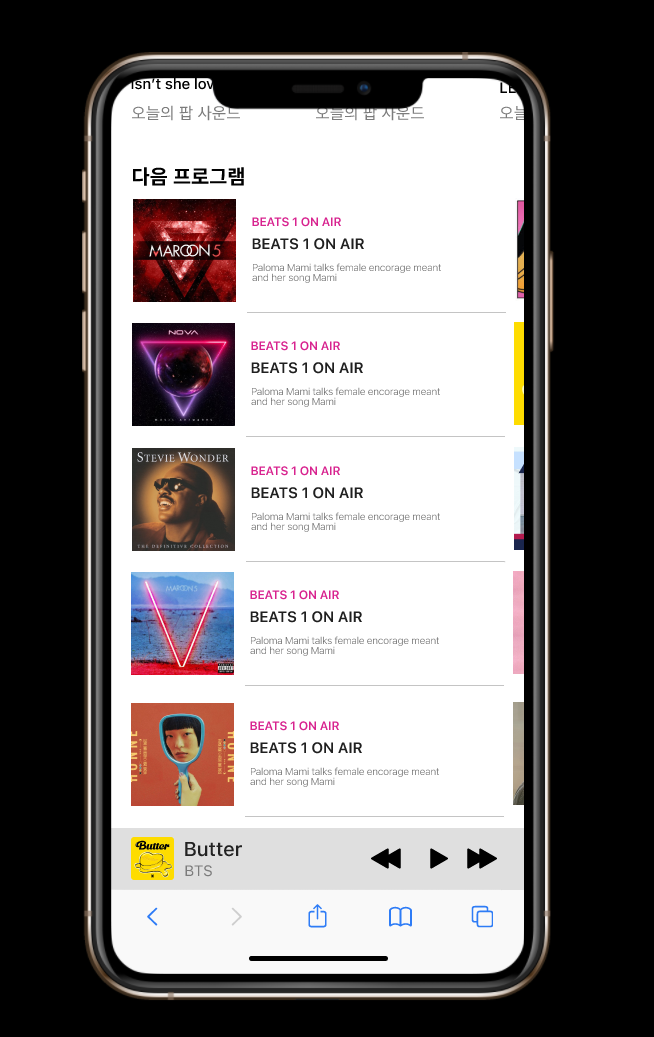 isn't she lov
LE
오늘의 팝 사운드
오늘의 팝 사운드
오늘
다음 프로그램
MAROON 5
BEATS 1 ON AIR
BEATS 1 ON AIR
Paloma Mami talks female encorage meant
and her song Mami
NOVA
BEATS 1 ON AIR
BEATS 1 ON AIR
Paloma Mami talks female encorage meant
and her song Mami
STEVIE WONDER
THE DEFINITIVE COLLECTION
BEATS 1 ON AIR
BEATS 1 ON AIR
Paloma Mami talks female encorage meant
and her song Mami
MAROON 5
BEATS 1 ON AIR
BEATS 1 ON AIR
Paloma Mami talks female encorage meant
and her song Mami
HONNE
HONNE
BEATS 1 ON AIR
BEATS 1 ON AIR
Paloma Mami talks female encorage meant
and her song Mami
Butter
Butter
BTS